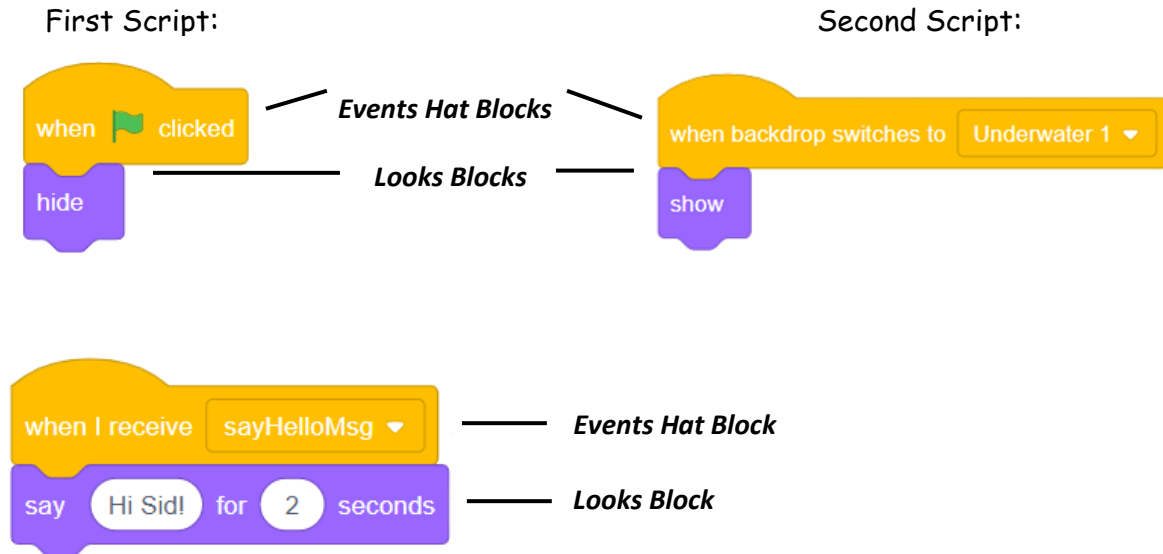 First Script:
Second Script:
when clicked
Events Hat Blocks
when backdrop switches to Underwater 1
hide
Looks Blocks
show
when I receive sayHelloMsg
Events Hat Block
say Hi Sid! for 2 seconds
Looks Block